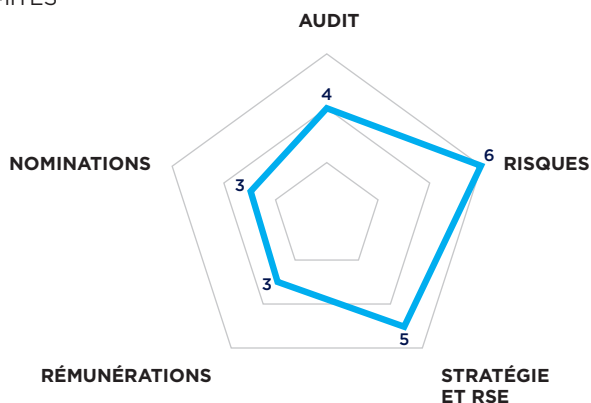 AUDIT
4
6
RISQUES
NOMINATIONS
3
3
5
RÉMUNÉRATIONS
STRATÉGIE
ET RSE